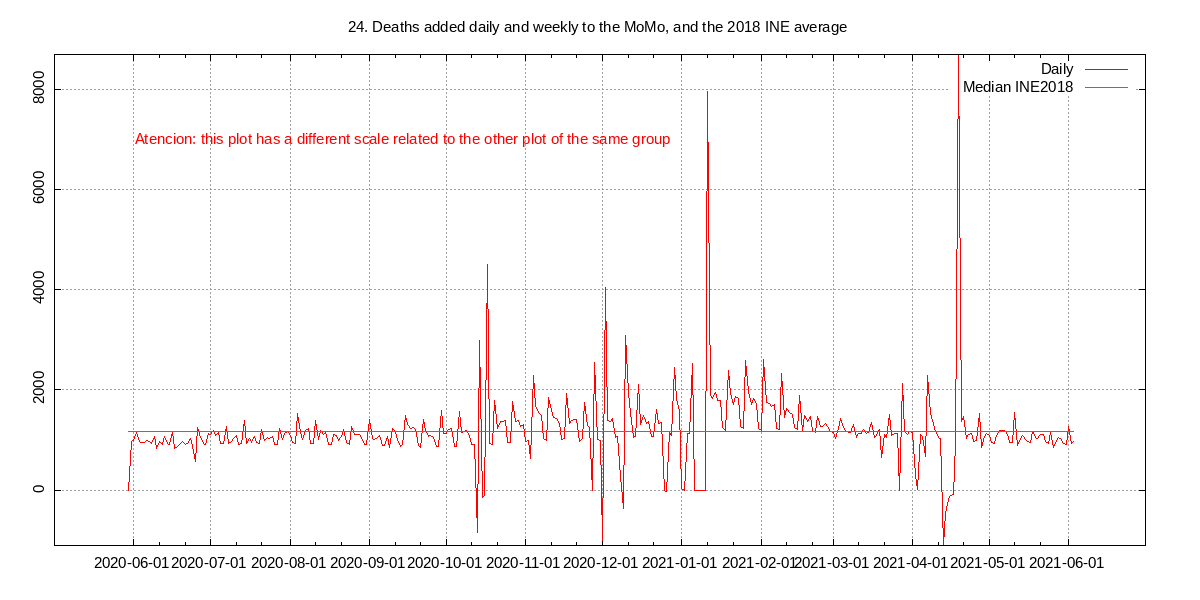 24. Deaths added daily and weekly to the MoMo, and the 2018 INE average
Daily
Median INE2018
Atencion: this plot has a different scale related to the other plot of the same group
8000
6000
4000
2000
0
2020-06-01 2020-07-01 2020-08-01 2020-09-01 2020-10-01 2020-11-01 2020-12-01 2021-01-01 2021-02-01 2021-03-01 2021-04-01 2021-05-01 2021-06-01